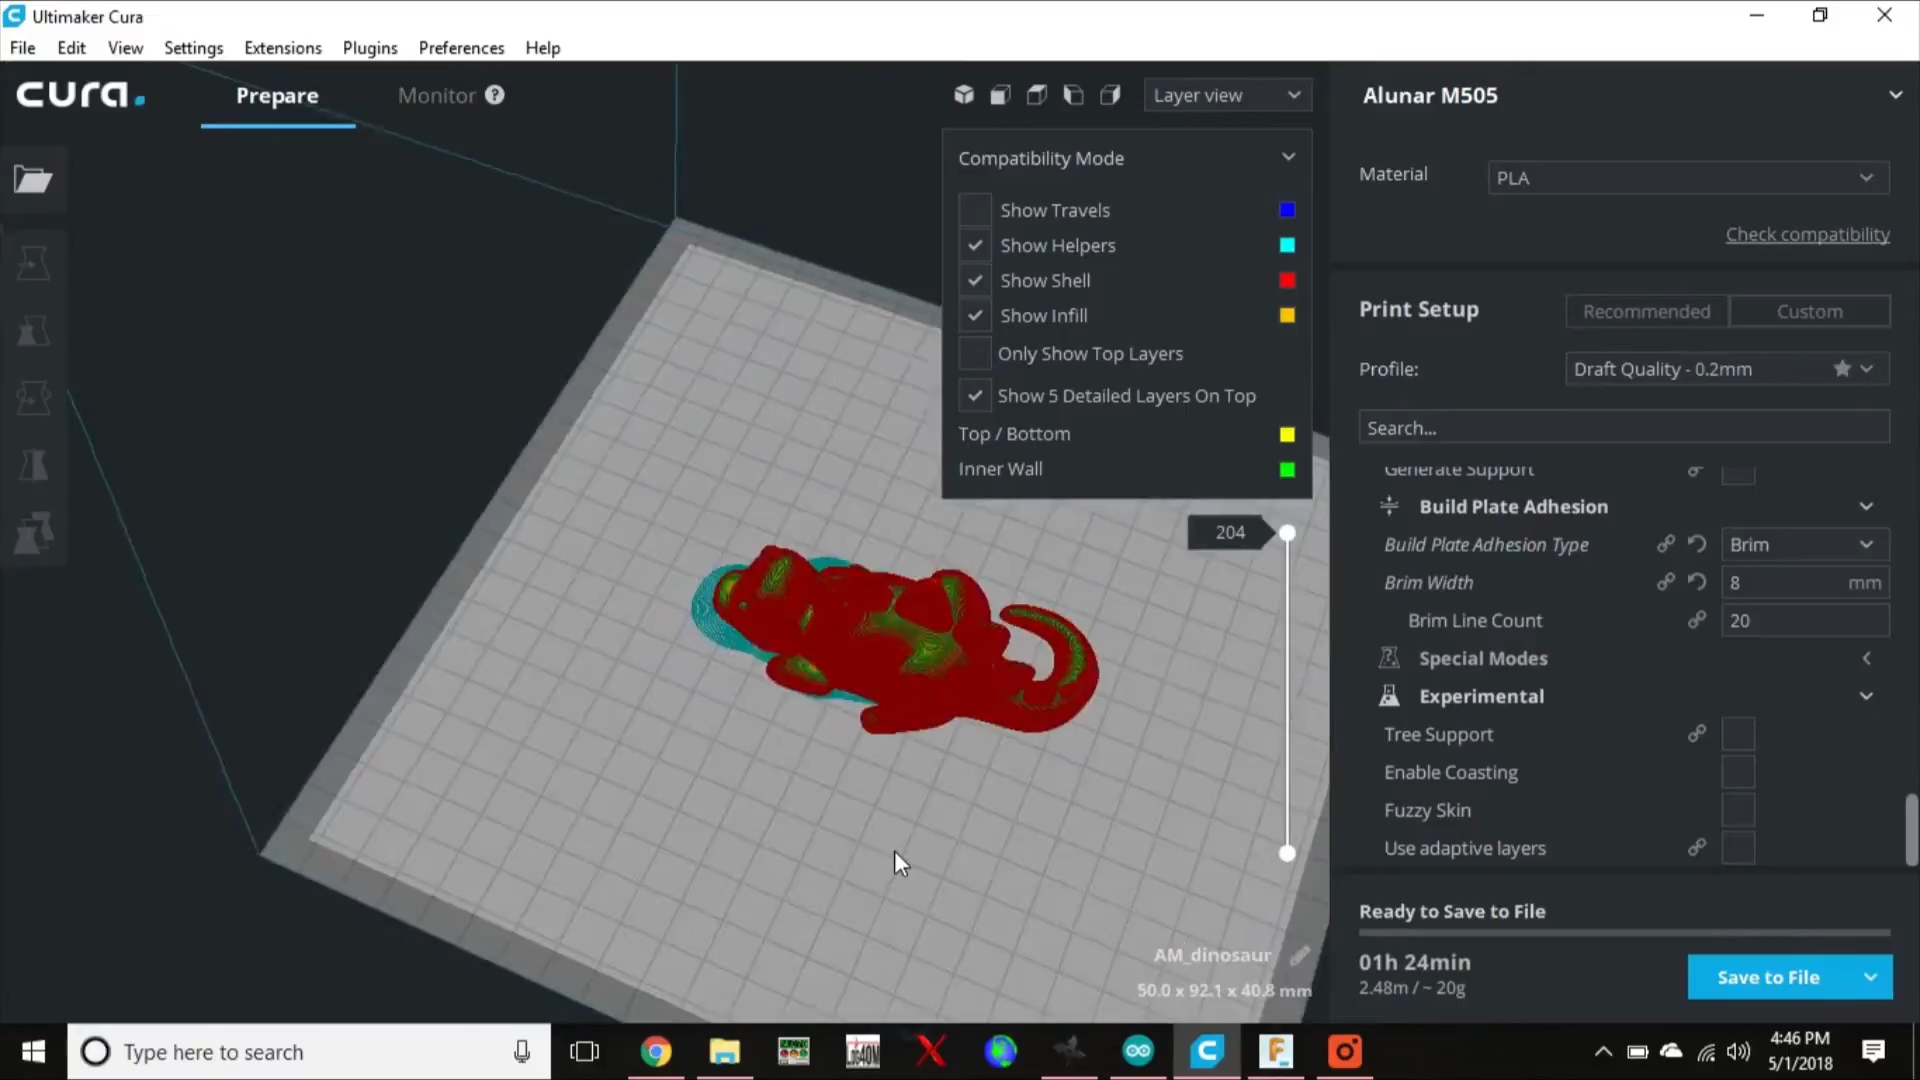 Ultimaker Cura
File Edit View Settings Extensions Plugins Preferences Help
cura. Prepare Monitor ? Layer view
Compatibility Mode
Show Travels
Show Helpers
Show Shell
Show Infill
Only Show Top Layers
Show 5 Detailed Layers On Top
Top / Bottom
Inner Wall
204
AM_dinosaur
50.0 x 92.1 x 40.8 mm
Alunar M505
Material PLA
Check compatibility
Print Setup Recommended Custom
Profile: Draft Quality - 0.2mm
Search...
Generate Support
Build Plate Adhesion
Build Plate Adhesion Type Brim
Brim Width 8 mm
Brim Line Count 20
Special Modes
Experimental
Tree Support
Enable Coasting
Fuzzy Skin
Use adaptive layers
Ready to Save to File
01h 24min
2.48m / ~ 20g
Save to File
Type here to search
4:46 PM
5/1/2018